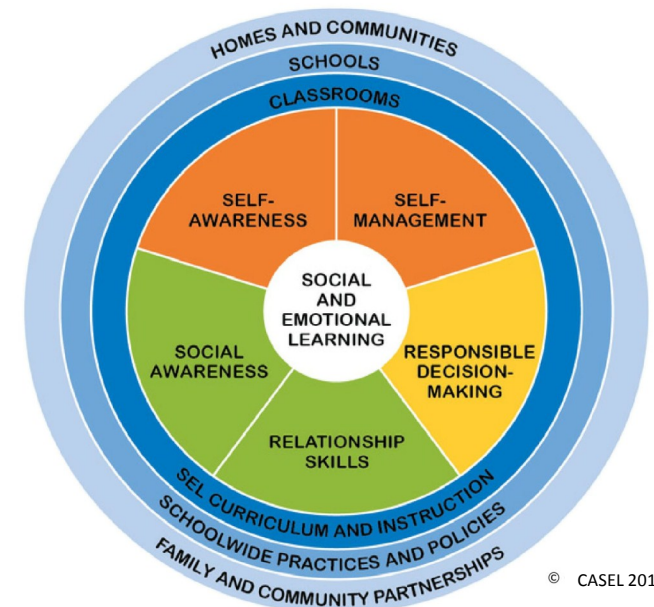 HOMES AND COMMUNITIES
SCHOOLS
CLASSROOMS
SELF-
AWARENESS
SELF-
MANAGEMENT
SOCIAL
AND
EMOTIONAL
LEARNING
SOCIAL
AWARENESS
RESPONSIBLE
DECISION-
MAKING
RELATIONSHIP
SKILLS
SEL CURRICULUM AND INSTRUCTION
SCHOOLWIDE PRACTICES AND POLICIES
FAMILY AND COMMUNITY PARTNERSHIPS
© CASEL 201